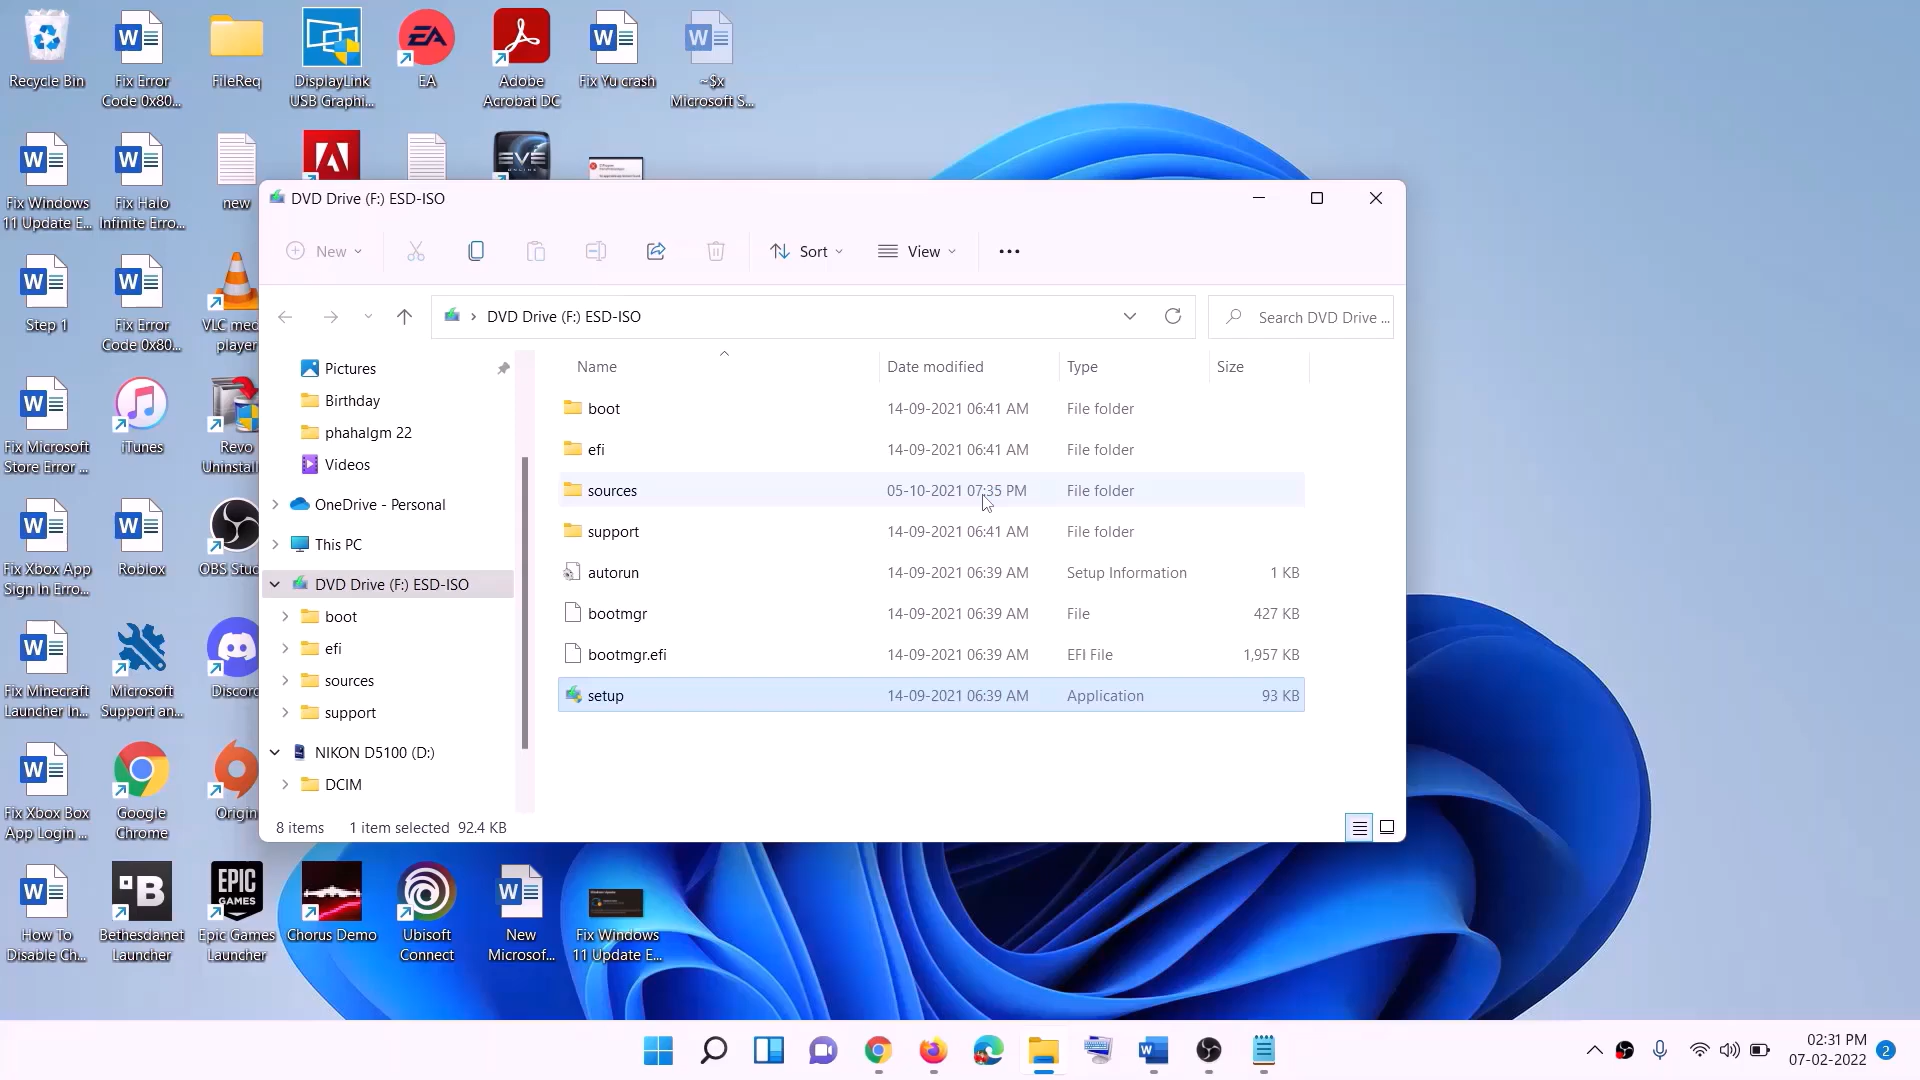 Recycle Bin
Fix Error
Code 0x80...
FileReq
DisplayLink
USB Graphi...
EA
EA
Adobe
Acrobat DC
Fix Yu crash
~$x
Microsoft S...
Fix Windows
11 Update E...
Fix Halo
Infinite Erro...
new
EVE
ONLINE
Step 1
Fix Error
Code 0x80...
VLC med
player
Fix Microsoft
Store Error ...
iTunes
Revo
Uninstall
Fix Xbox App
Sign In Erro...
Roblox
OBS Stud
Fix Minecraft
Launcher In...
Microsoft
Support an...
Discord
Fix Xbox Box
App Login ...
Google
Chrome
Origin
How To
Disable Ch...
B
Bethesda.net
Launcher
EPIC
GAMES
Epic Games
Launcher
Chorus Demo
Ubisoft
Connect
New
Microsof...
Fix Windows
11 Update E...
DVD Drive (F:) ESD-ISO
New
Sort
View
DVD Drive (F:) ESD-ISO
Search DVD Drive ...
Pictures
Birthday
phahalgm 22
Videos
OneDrive - Personal
This PC
DVD Drive (F:) ESD-ISO
boot
efi
sources
support
NIKON D5100 (D:)
DCIM
Name Date modified Type Size
boot 14-09-2021 06:41 AM File folder
efi 14-09-2021 06:41 AM File folder
sources 05-10-2021 07:35 PM File folder
support 14-09-2021 06:41 AM File folder
autorun 14-09-2021 06:39 AM Setup Information 1 KB
bootmgr 14-09-2021 06:39 AM File 427 KB
bootmgr.efi 14-09-2021 06:39 AM EFI File 1,957 KB
setup 14-09-2021 06:39 AM Application 93 KB
8 items 1 item selected 92.4 KB
02:31 PM
07-02-2022
2